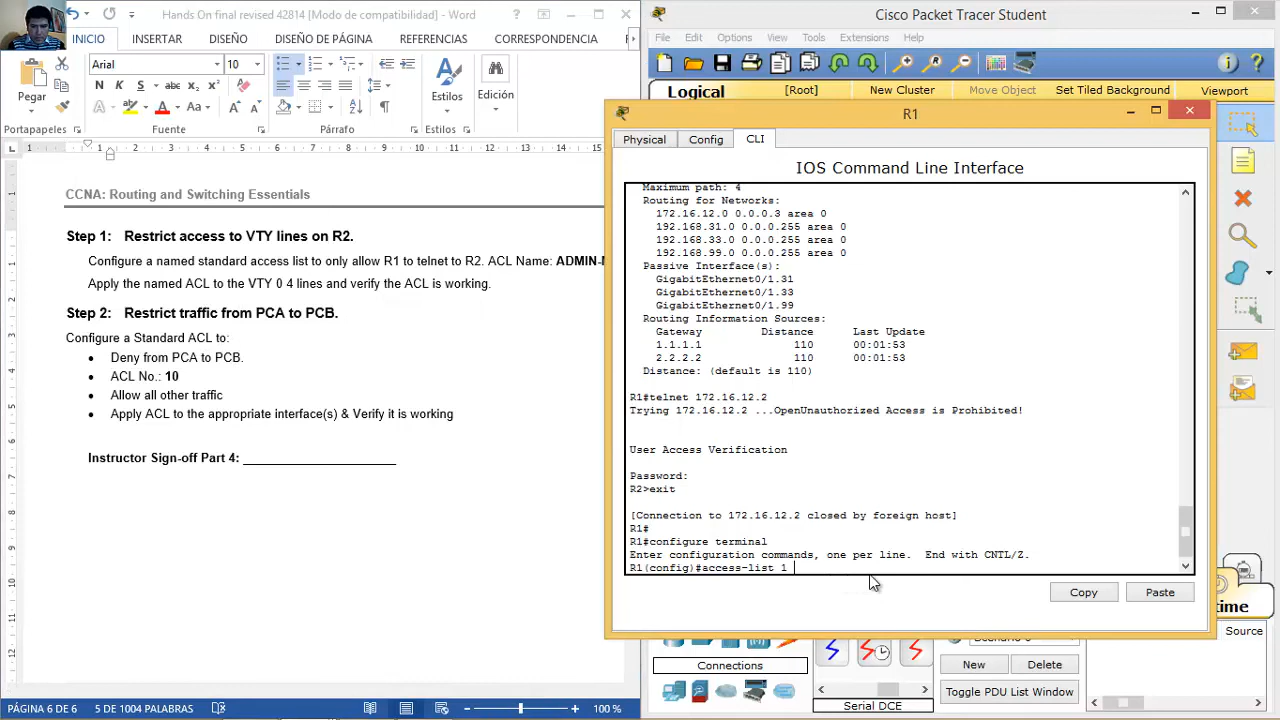 Hands On final revised 42814 [Modo de compatibilidad] - Word
INICIO INSERTAR DISEÑO DISEÑO DE PÁGINA REFERENCIAS CORRESPONDENCIA
Arial 10
Pegar
N K S abc x₂ x²
A Aa A A
Estilos
Edición
Portapapeles Fuente Párrafo Estilos
CCNA: Routing and Switching Essentials
Step 1: Restrict access to VTY lines on R2.
Configure a named standard access list to only allow R1 to telnet to R2. ACL Name: ADMIN-
Apply the named ACL to the VTY 0 4 lines and verify the ACL is working.
Step 2: Restrict traffic from PCA to PCB.
Configure a Standard ACL to:
• Deny from PCA to PCB.
• ACL No.: 10
• Allow all other traffic
• Apply ACL to the appropriate interface(s) & Verify it is working
Instructor Sign-off Part 4: ____________________
PÁGINA 6 DE 6 5 DE 1004 PALABRAS 100 %
Cisco Packet Tracer Student
File Edit Options View Tools Extensions Help
Logical [Root] New Cluster Move Object Set Tiled Background Viewport
R1
Physical Config CLI
IOS Command Line Interface
Maximum path: 4
Routing for Networks:
172.16.12.0 0.0.0.3 area 0
192.168.31.0 0.0.0.255 area 0
192.168.33.0 0.0.0.255 area 0
192.168.99.0 0.0.0.255 area 0
Passive Interface(s):
GigabitEthernet0/1.31
GigabitEthernet0/1.33
GigabitEthernet0/1.99
Routing Information Sources:
Gateway Distance Last Update
1.1.1.1 110 00:01:53
2.2.2.2 110 00:01:53
Distance: (default is 110)
R1#telnet 172.16.12.2
Trying 172.16.12.2 ...OpenUnauthorized Access is Prohibited!
User Access Verification
Password:
R2>exit
[Connection to 172.16.12.2 closed by foreign host]
R1#
R1#configure terminal
Enter configuration commands, one per line. End with CNTL/Z.
R1(config)#access-list 1
Copy Paste
Connections
New Delete
Toggle PDU List Window
Serial DCE
Source